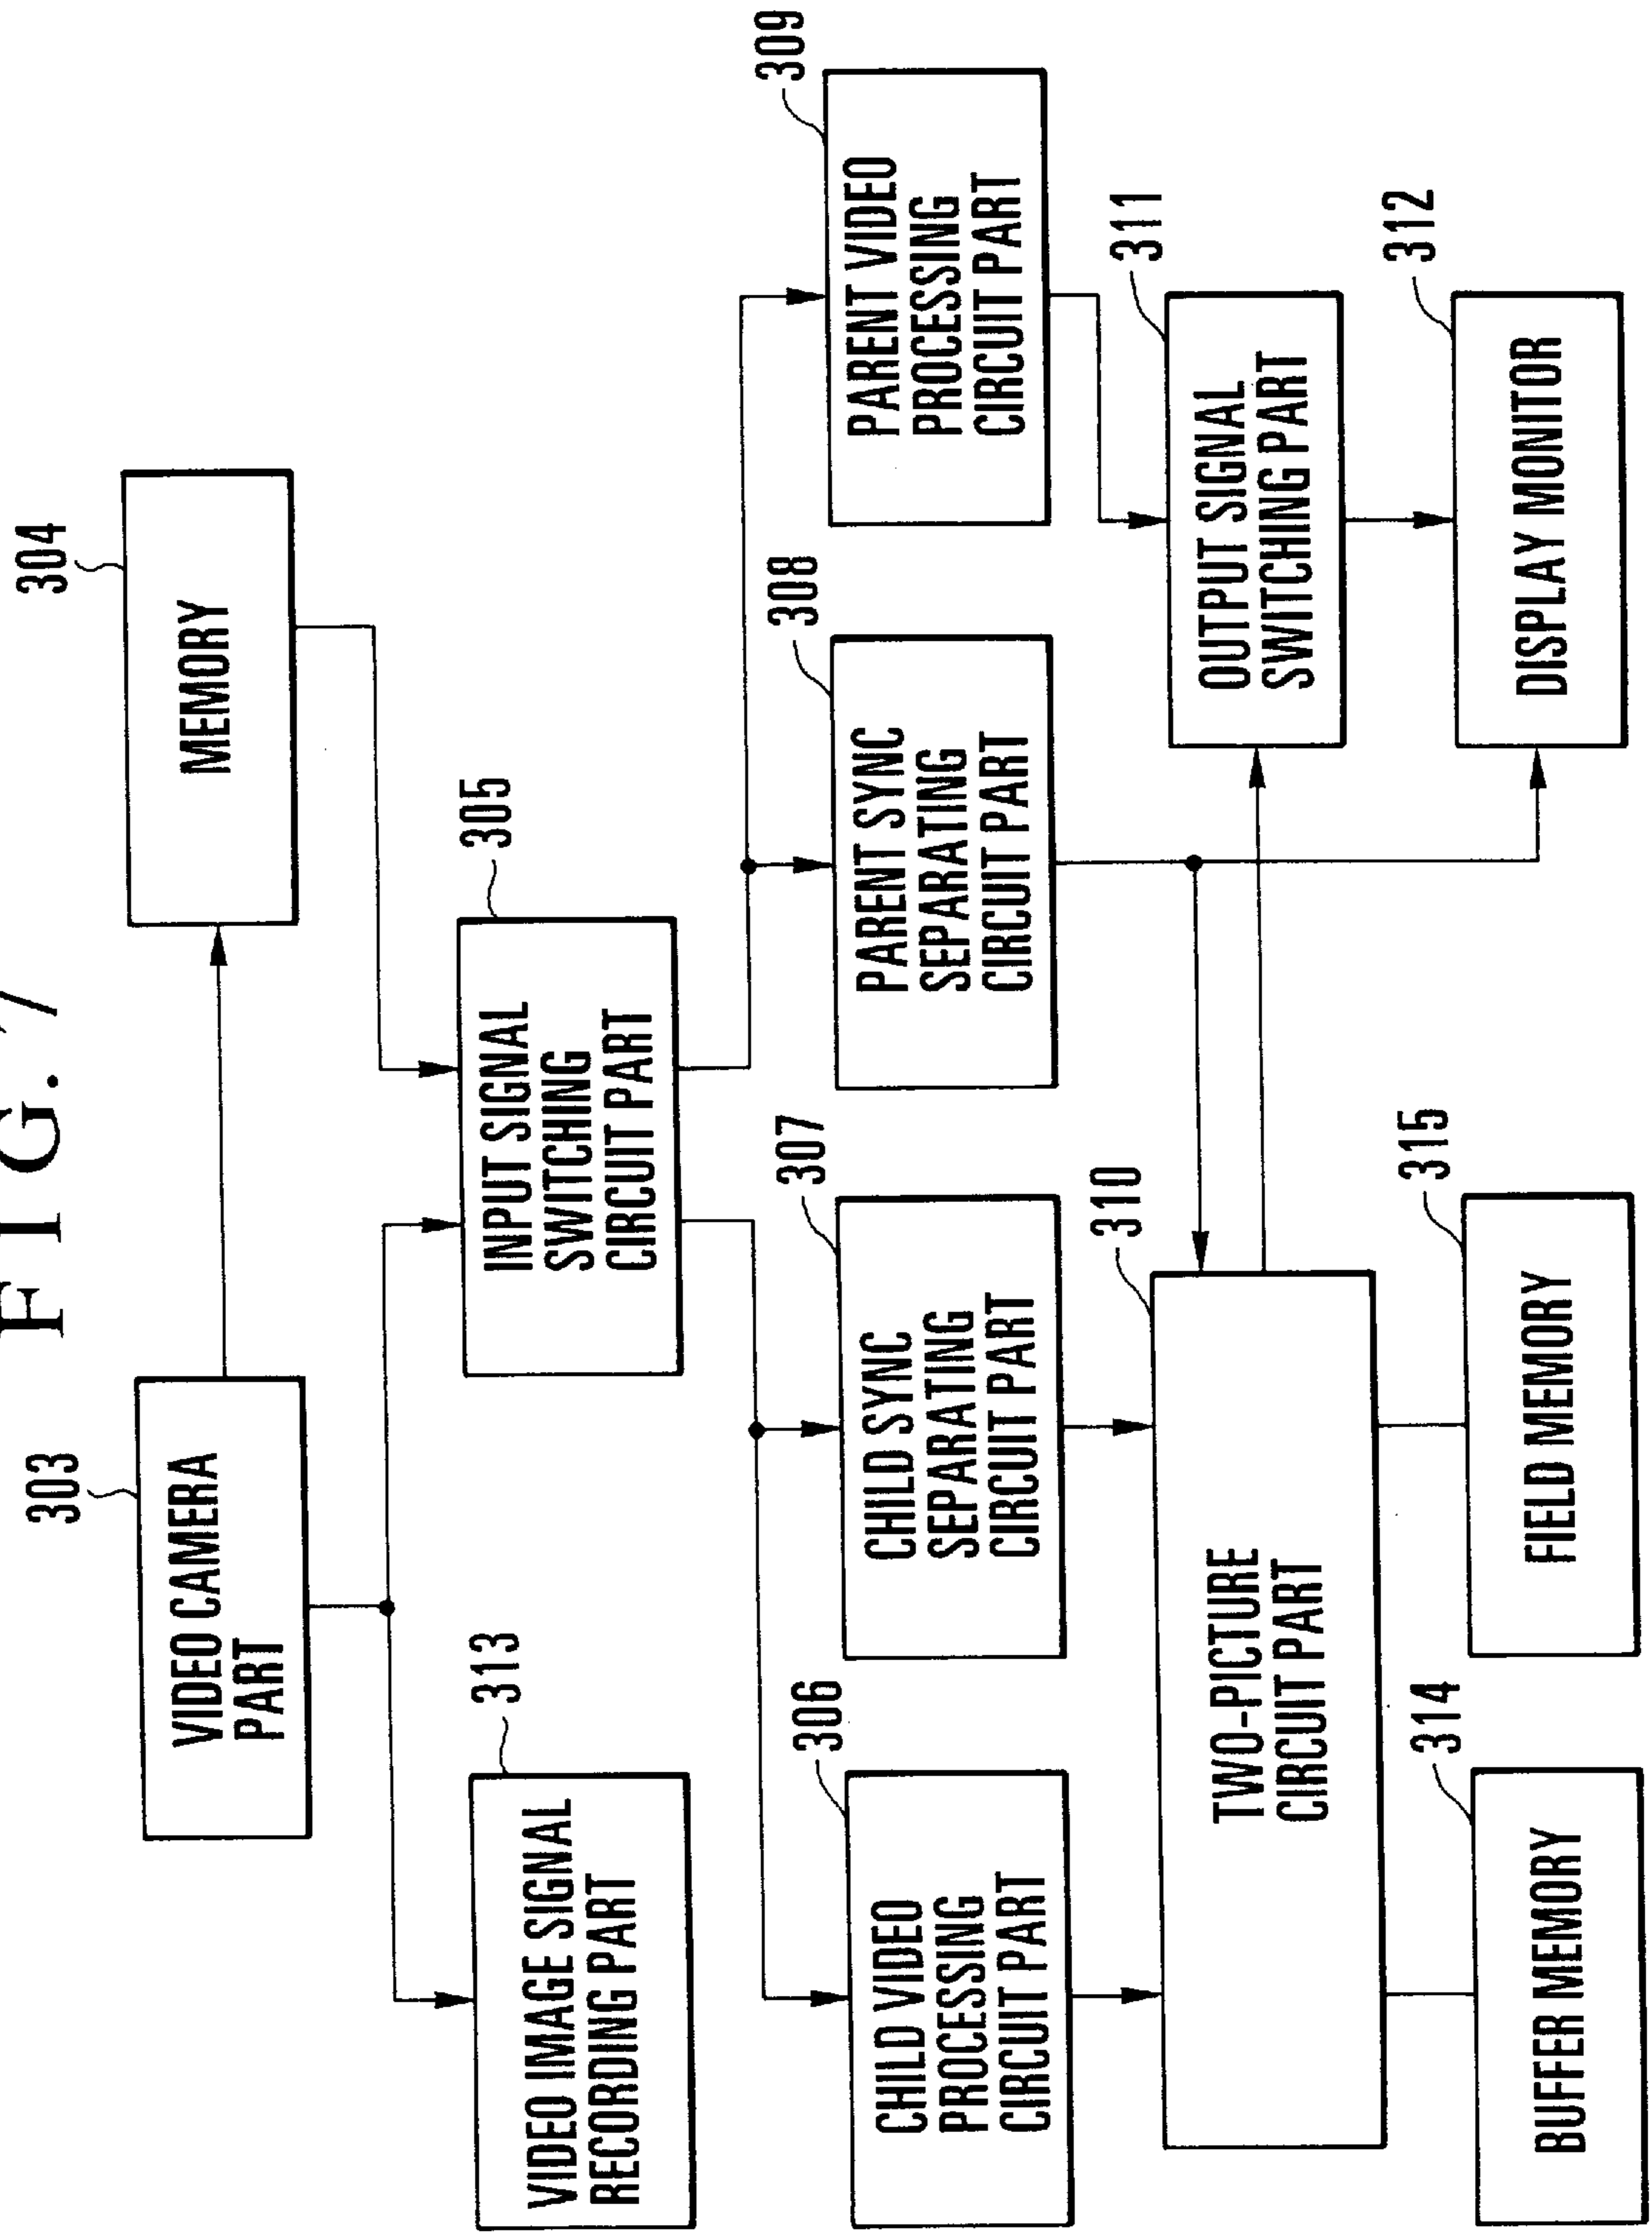 FIG. 7
303
VIDEO CAMERA
PART
304
MEMORY
313
VIDEO IMAGE SIGNAL
RECORDING PART
305
INPUT SIGNAL
SWITCHING
CIRCUIT PART
306
CHILD VIDEO
PROCESSING
CIRCUIT PART
307
CHILD SYNC
SEPARATING
CIRCUIT PART
308
PARENT SYNC
SEPARATING
CIRCUIT PART
309
PARENT VIDEO
PROCESSING
CIRCUIT PART
310
TWO-PICTURE
CIRCUIT PART
311
OUTPUT SIGNAL
SWITCHING PART
314
BUFFER MEMORY
315
FIELD MEMORY
312
DISPLAY MONITOR